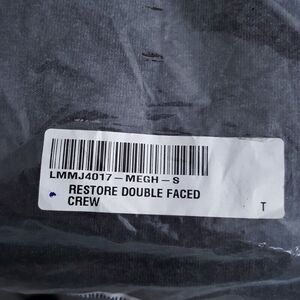 LMMJ4017-MEGH-S
RESTORE DOUBLE FACED
CREW
T